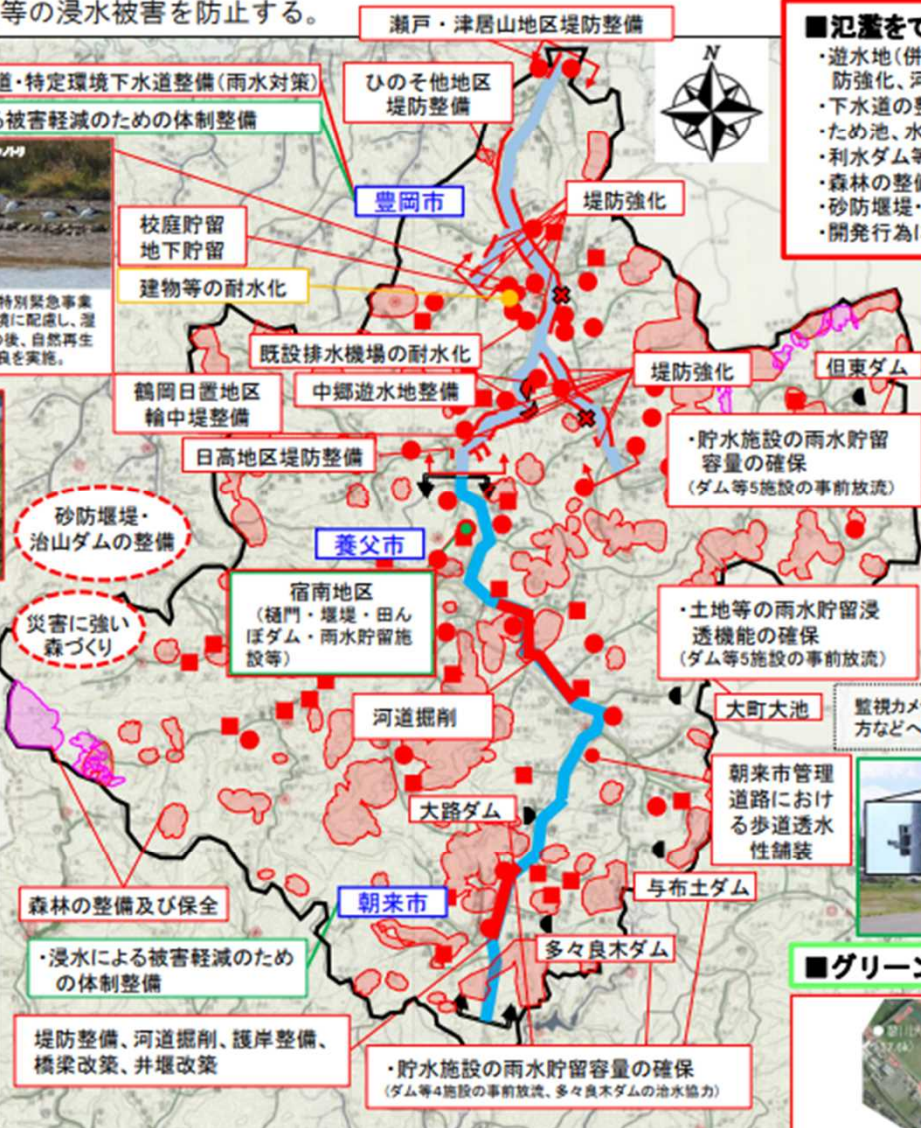 等の浸水被害を防止する。
瀬戸・津居山地区堤防整備
■氾濫をで
・遊水地(併
防強化、
・下水道の
・ため池、水
・利水ダム等
・森林の整備
・砂防堰堤・
・開発行為に
N
ひのそ他地区
堤防整備
道・特定環境下水道整備(雨水対策)
る被害軽減のための体制整備
豊岡市
堤防強化
校庭貯留
地下貯留
建物等の耐水化
特別緊急事業
境に配慮し、湿
の後、自然再生
良を実施。
既設排水機場の耐水化
鶴岡日置地区
輪中堤整備
中郷遊水地整備
堤防強化
但東ダム
日高地区堤防整備
・貯水施設の雨水貯留
容量の確保
(ダム等5施設の事前放流)
砂防堰堤・
治山ダムの整備
養父市
宿南地区
(樋門・堰堤・田ん
ぼダム・雨水貯留施
設等)
災害に強い
森づくり
・土地等の雨水貯留浸
透機能の確保
(ダム等5施設の事前放流)
河道掘削
大町大池
監視カメ
方などへ
大路ダム
朝来市管理
道路におけ
る歩道透水
性舗装
森林の整備及び保全
朝来市
与布土ダム
・浸水による被害軽減のため
の体制整備
多々良木ダム
■グリーン
堤防整備、河道掘削、護岸整備、
橋梁改築、井堰改築
・貯水施設の雨水貯留容量の確保
(ダム等4施設の事前放流、多々良木ダムの治水協力)